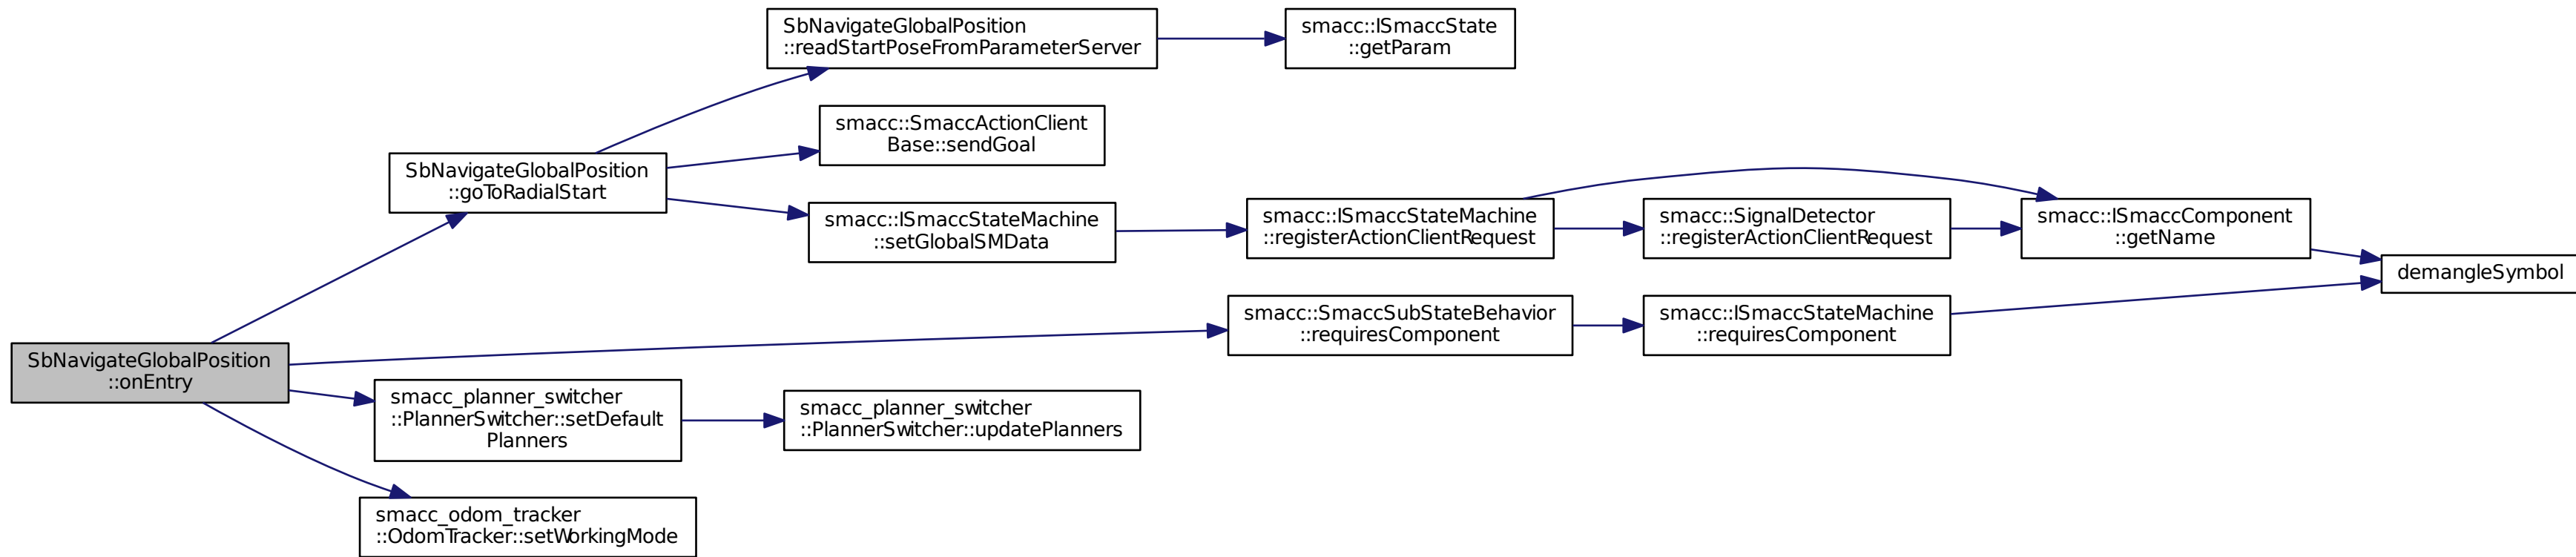 SbNavigateGlobalPosition
::readStartPoseFromParameterServer
smacc::ISmaccState
::getParam
smacc::SmaccActionClient
Base::sendGoal
SbNavigateGlobalPosition
::goToRadialStart
smacc::ISmaccStateMachine
::setGlobalSMData
smacc::ISmaccStateMachine
::registerActionClientRequest
smacc::SignalDetector
::registerActionClientRequest
smacc::ISmaccComponent
::getName
demangleSymbol
smacc::SmaccSubStateBehavior
::requiresComponent
smacc::ISmaccStateMachine
::requiresComponent
SbNavigateGlobalPosition
::onEntry
smacc_planner_switcher
::PlannerSwitcher::setDefault
Planners
smacc_planner_switcher
::PlannerSwitcher::updatePlanners
smacc_odom_tracker
::OdomTracker::setWorkingMode